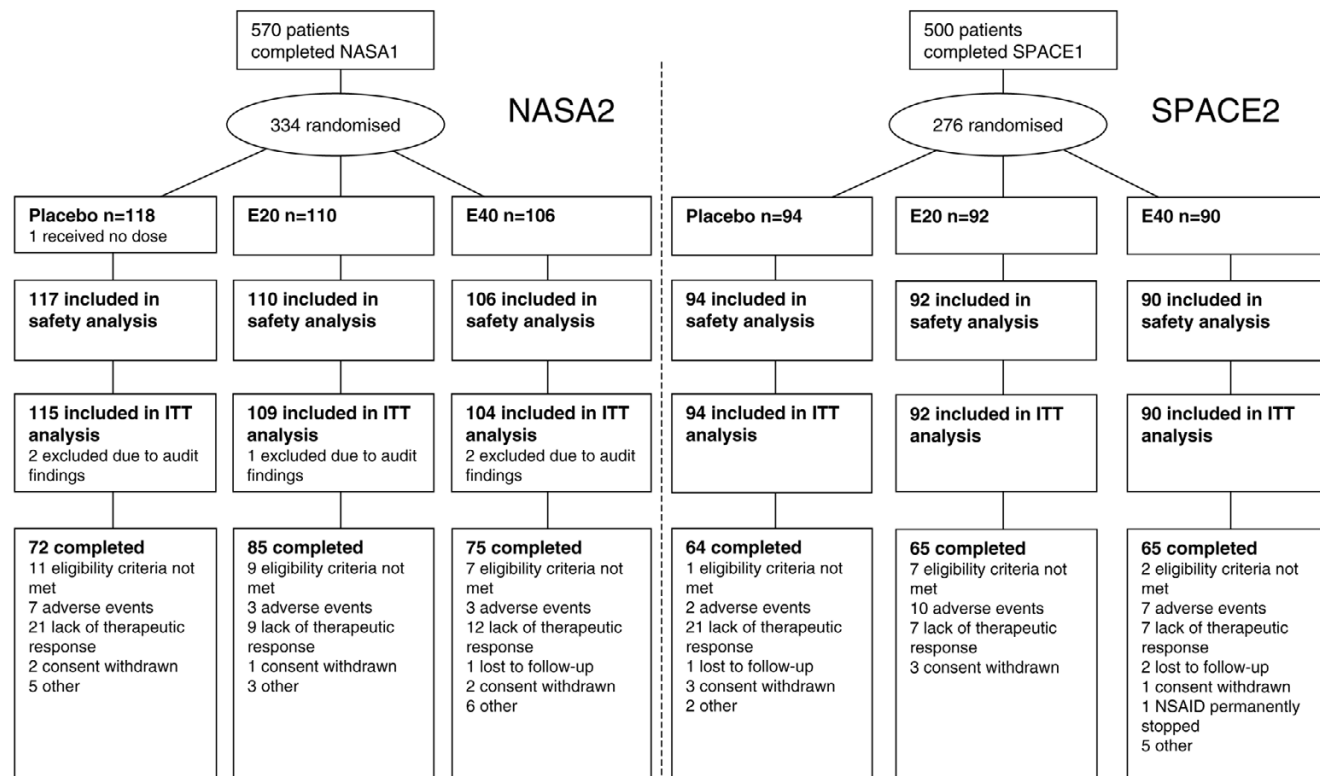 570 patients
completed NASA1
334 randomised
NASA2
Placebo n=118
1 received no dose
E20 n=110
E40 n=106
117 included in
safety analysis
110 included in
safety analysis
106 included in
safety analysis
115 included in ITT
analysis
2 excluded due to audit
findings
109 included in ITT
analysis
1 excluded due to audit
findings
104 included in ITT
analysis
2 excluded due to audit
findings
72 completed
11 eligibility criteria not
met
7 adverse events
21 lack of therapeutic
response
2 consent withdrawn
5 other
85 completed
9 eligibility criteria not
met
3 adverse events
9 lack of therapeutic
response
1 consent withdrawn
3 other
75 completed
7 eligibility criteria not
met
3 adverse events
12 lack of therapeutic
response
1 lost to follow-up
2 consent withdrawn
6 other
500 patients
completed SPACE1
276 randomised
SPACE2
Placebo n=94
E20 n=92
E40 n=90
94 included in
safety analysis
92 included in
safety analysis
90 included in
safety analysis
94 included in ITT
analysis
92 included in ITT
analysis
90 included in ITT
analysis
64 completed
1 eligibility criteria not
met
2 adverse events
21 lack of therapeutic
response
1 lost to follow-up
3 consent withdrawn
2 other
65 completed
7 eligibility criteria not
met
10 adverse events
7 lack of therapeutic
response
3 consent withdrawn
65 completed
2 eligibility criteria not
met
7 adverse events
7 lack of therapeutic
response
2 lost to follow-up
1 consent withdrawn
1 NSAID permanently
stopped
5 other